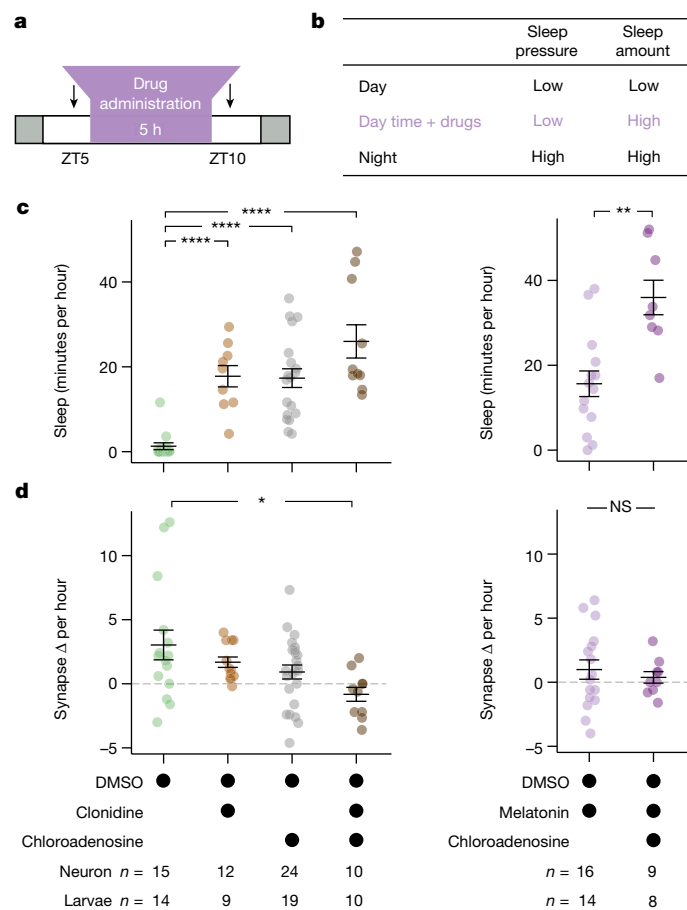 a
Drug
administration
5 h
ZT5 ZT10
b
Sleep pressure Sleep amount
Day Low Low
Day time + drugs Low High
Night High High
c
Sleep (minutes per hour)
40
20
0
****
****
****
Sleep (minutes per hour)
40
20
0
**
d
Synapse Δ per hour
10
5
0
−5
*
Synapse Δ per hour
10
5
0
−5
NS
DMSO
Clonidine
Chloroadenosine
Neuron n = 15 12 24 10
Larvae n = 14 9 19 10
DMSO
Melatonin
Chloroadenosine
n = 16 9
n = 14 8